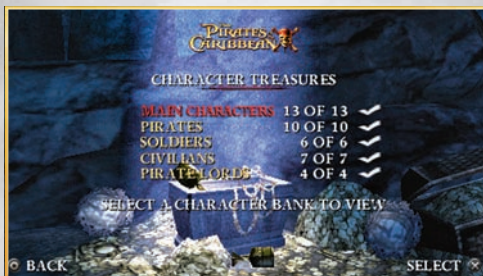 PIRATES
CARIBBEAN
CHARACTER TREASURES
MAIN CHARACTERS 13 OF 13
PIRATES 10 OF 10
SOLDIERS 6 OF 6
CIVILIANS 7 OF 7
PIRATE LORDS 4 OF 4
SELECT A CHARACTER BANK TO VIEW
BACK SELECT